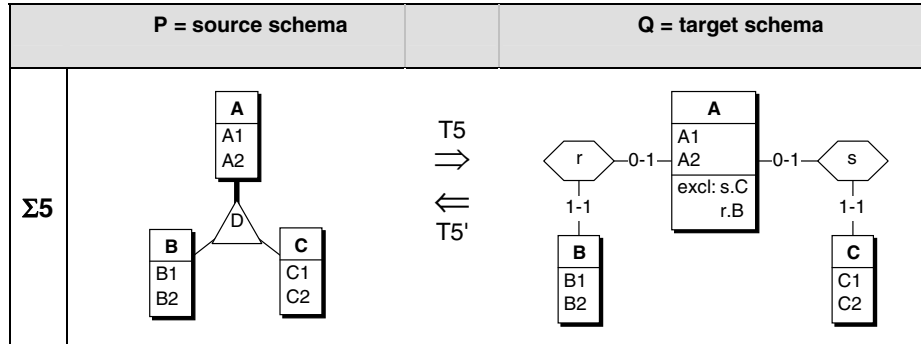 P = source schema
Q = target schema
Σ5
A
A1
A2
D
B
B1
B2
C
C1
C2
T5
⇒
⇐
T5'
r
0-1
A
A1
A2
excl: s.C
r.B
0-1
s
1-1
1-1
B
B1
B2
C
C1
C2